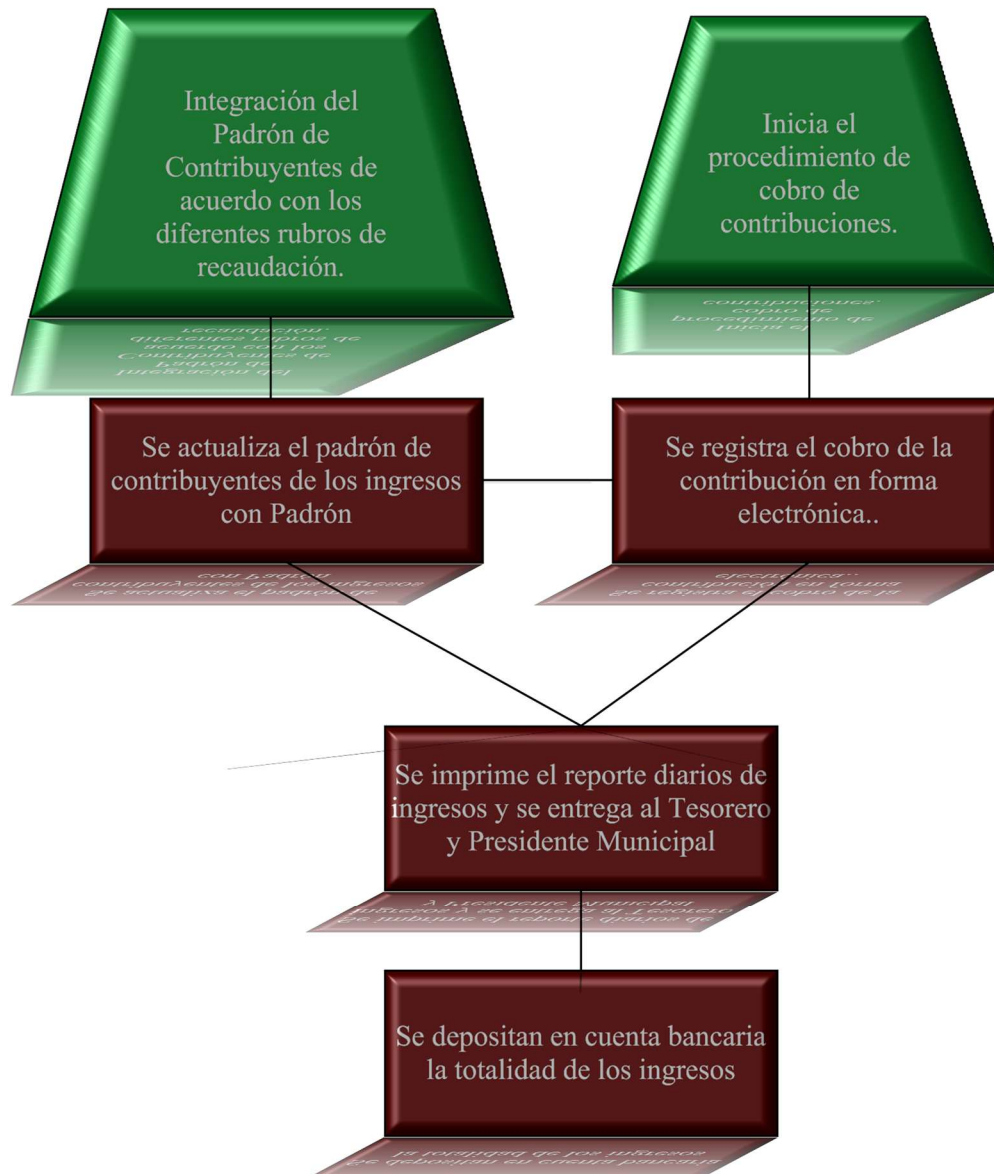 Integración del
Padrón de
Contribuyentes de
acuerdo con los
diferentes rubros de
recaudación.
Inicia el
procedimiento de
cobro de
contribuciones.
Se actualiza el padrón de
contribuyentes de los ingresos
con Padrón
Se registra el cobro de la
contribución en forma
electrónica..
Se imprime el reporte diarios de
ingresos y se entrega al Tesorero
y Presidente Municipal
Se depositan en cuenta bancaria
la totalidad de los ingresos